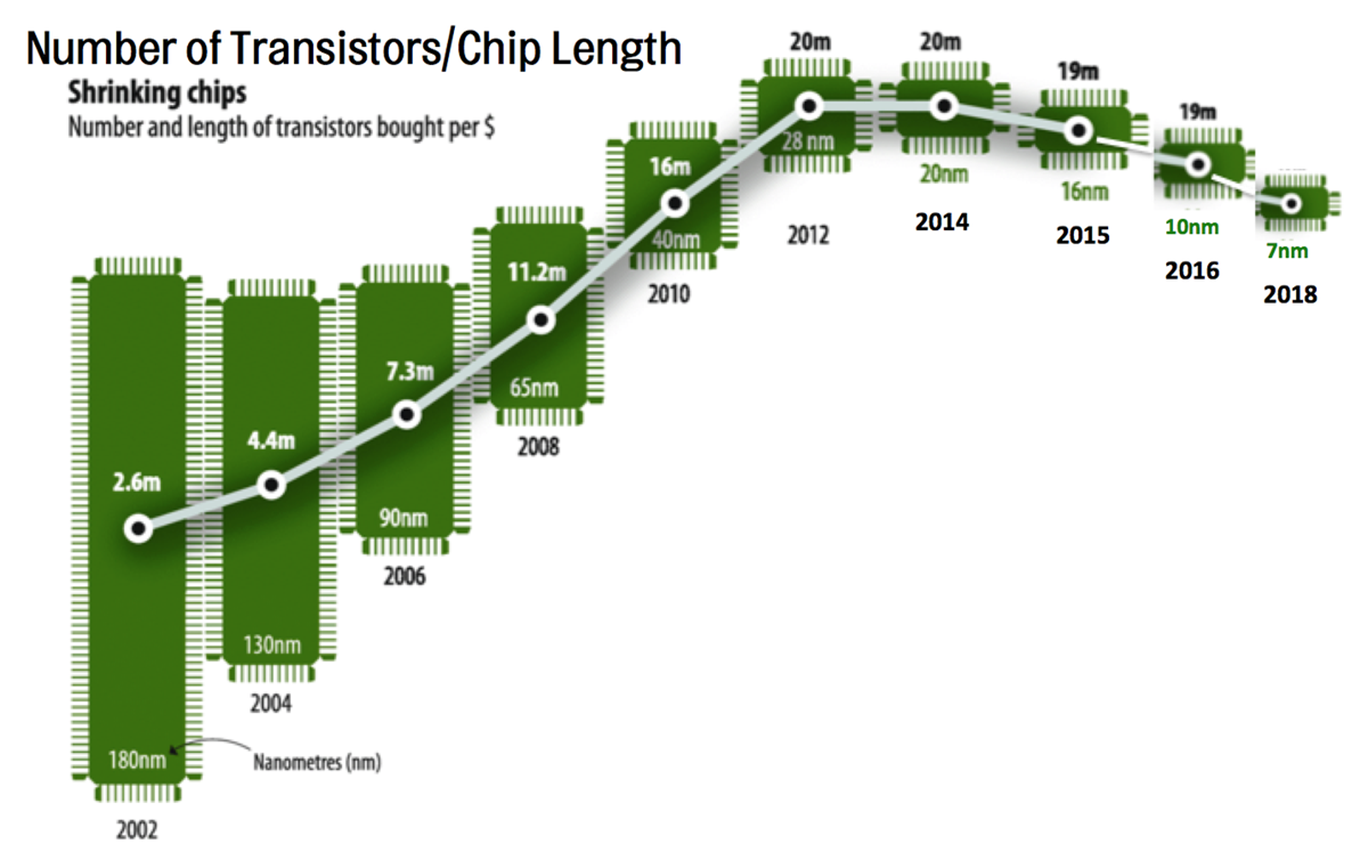 Number of Transistors/Chip Length
Shrinking chips
Number and length of transistors bought per $
2.6m
180nm
2002
Nanometres (nm)
4.4m
130nm
2004
7.3m
90nm
2006
11.2m
65nm
2008
16m
40nm
2010
20m
28 nm
2012
20m
20nm
2014
19m
16nm
2015
19m
10nm
2016
7nm
2018